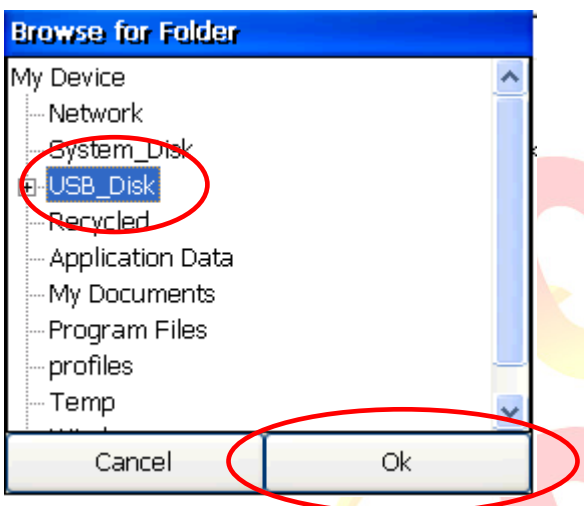 Browse for Folder
My Device
Network
System_Disk
USB_Disk
Recycled
Application Data
My Documents
Program Files
profiles
Temp
Cancel
Ok